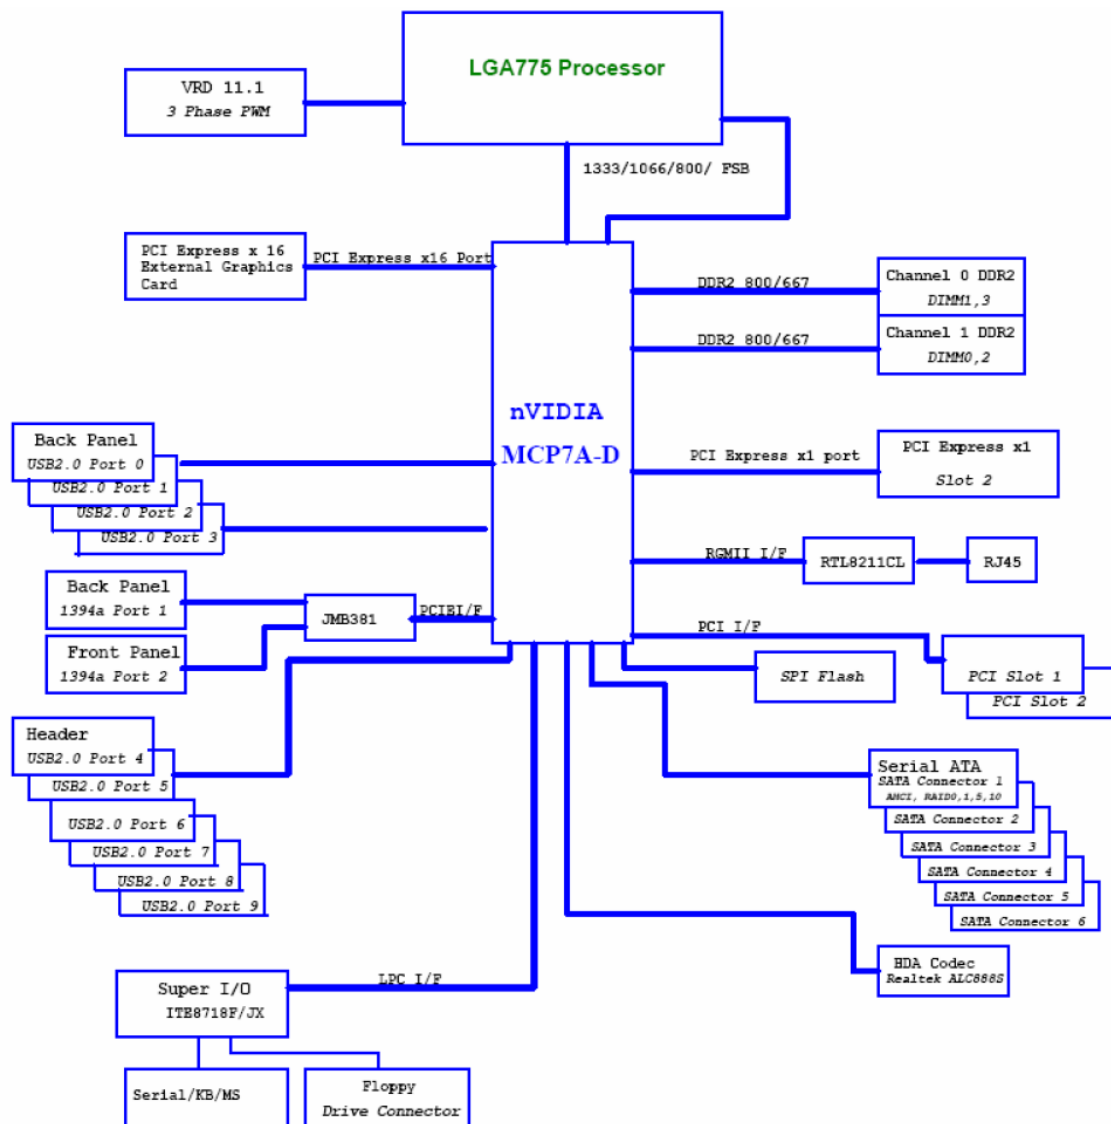 LGA775 Processor
VRD 11.1
3 Phase PWM
1333/1066/800/ FSB
PCI Express x 16
External Graphics
Card
PCI Express x16 Port
DDR2 800/667
Channel 0 DDR2
DIMM1,3
DDR2 800/667
Channel 1 DDR2
DIMM0,2
nVIDIA
MCP7A-D
Back Panel
USB2.0 Port 0
USB2.0 Port 1
USB2.0 Port 2
USB2.0 Port 3
PCI Express x1 port
PCI Express x1
Slot 2
RGMII I/F
RTL8211CL
RJ45
Back Panel
1394a Port 1
JMB381
PCIEI/F
Front Panel
1394a Port 2
PCI I/F
PCI Slot 1
PCI Slot 2
SPI Flash
Header
USB2.0 Port 4
USB2.0 Port 5
USB2.0 Port 6
USB2.0 Port 7
USB2.0 Port 8
USB2.0 Port 9
Serial ATA
SATA Connector 1
AHCI, RAID0,1,5,10
SATA Connector 2
SATA Connector 3
SATA Connector 4
SATA Connector 5
SATA Connector 6
HDA Codec
Realtek ALC888S
LPC I/F
Super I/O
ITE8718F/JX
Serial/KB/MS
Floppy
Drive Connector